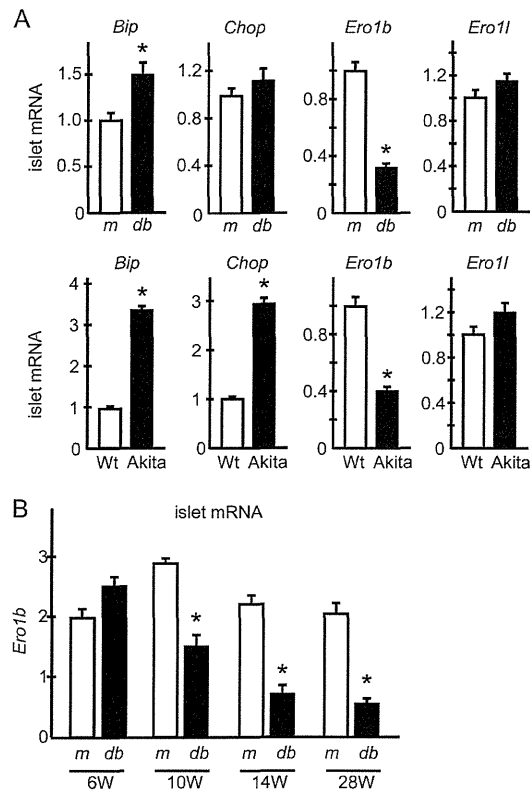 A
Bip Chop Ero1b Ero1l
islet mRNA
1.5
1.0
0.5
0
*
m db
1.2
0.8
0.4
0
m db
1.2
0.8
0.4
0
*
m db
1.2
0.8
0.4
0
m db
Bip Chop Ero1b Ero1l
islet mRNA
4
3
2
1
0
*
Wt Akita
3
2
1
0
*
Wt Akita
1.2
0.8
0.4
0
*
Wt Akita
1.2
0.8
0.4
0
Wt Akita
B
islet mRNA
Ero1b
3
2
1
0
* * *
m db m db m db m db
6W 10W 14W 28W